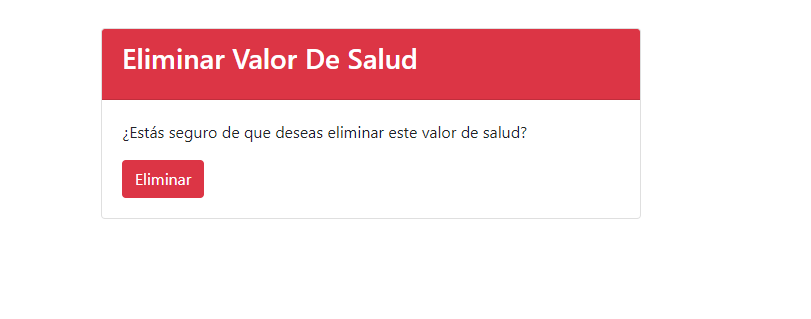 Eliminar Valor De Salud
¿Estás seguro de que deseas eliminar este valor de salud?
Eliminar